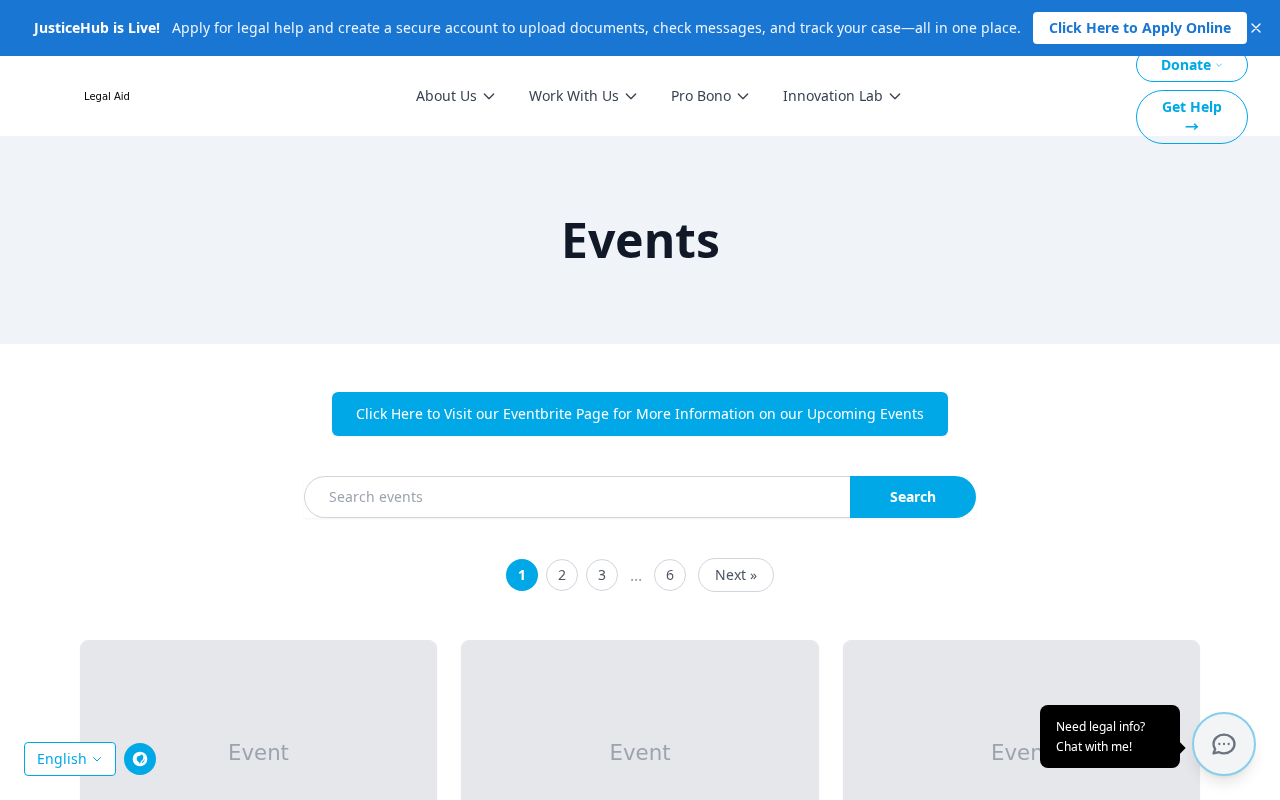 JusticeHub is Live! Apply for legal help and create a secure account to upload documents, check messages, and track your case—all in one place. Click Here to Apply Online
Donate
Legal Aid
About Us
Work With Us
Pro Bono
Innovation Lab
Get Help
→
Events
Click Here to Visit our Eventbrite Page for More Information on our Upcoming Events
Search events
Search
1 2 3 ... 6 Next »
Event
Event
Event
Need legal info?
Chat with me!
English